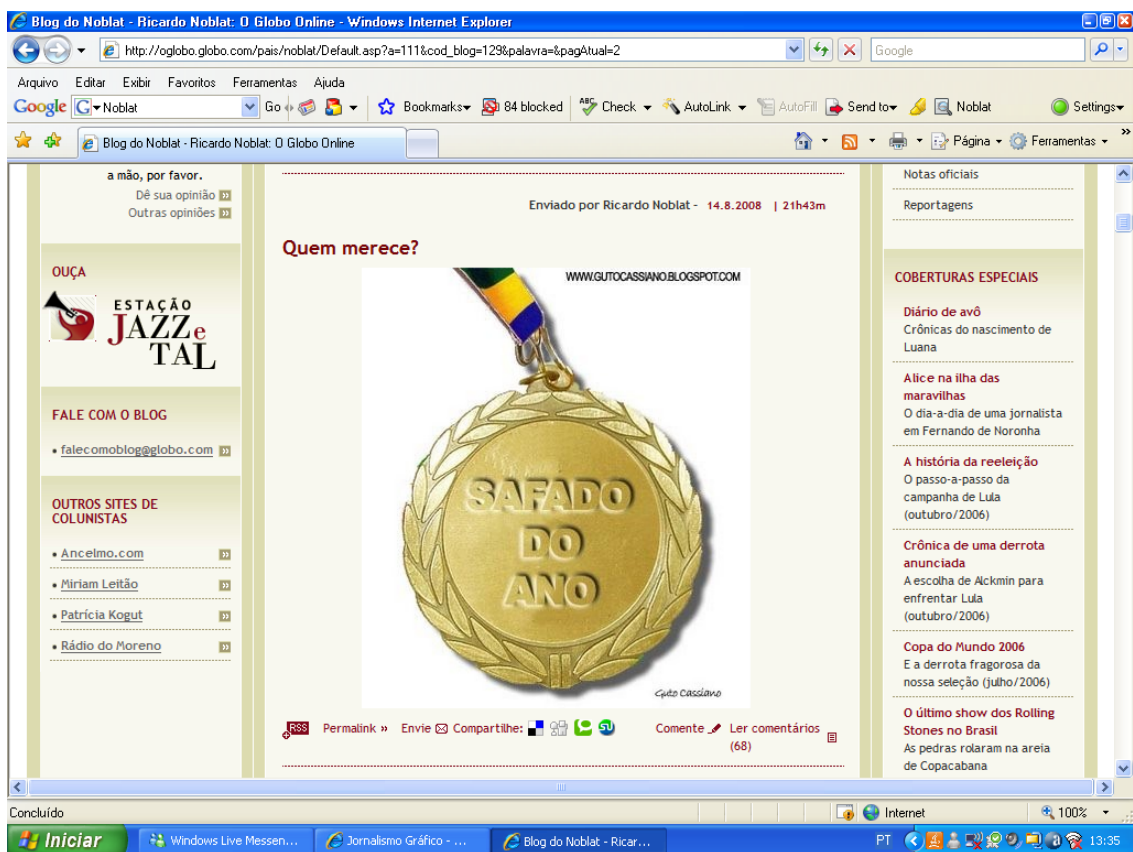 Blog do Noblat - Ricardo Noblat: O Globo Online - Windows Internet Explorer
http://oglobo.globo.com/pais/noblat/Default.asp?a=111&cod_blog=129&palavra=&pagAtual=2
Google
Arquivo Editar Exibir Favoritos Ferramentas Ajuda
Google G Noblat Go Bookmarks 84 blocked ABC Check AutoLink AutoFill Send to Noblat Settings
Blog do Noblat - Ricardo Noblat: O Globo Online
Página Ferramentas »
a mão, por favor.
Dê sua opinião
Outras opiniões
OUÇA
ESTAÇÃO
JAZZ e
TAL
FALE COM O BLOG
• falecomoblog@globo.com
OUTROS SITES DE
COLUNISTAS
• Ancelmo.com
• Miriam Leitão
• Patrícia Kogut
• Rádio do Moreno
Enviado por Ricardo Noblat - 14.8.2008 | 21h43m
Quem merece?
WWW.GUTOCASSIANO.BLOGSPOT.COM
SAFADO
DO
ANO
Guto Cassiano
RSS Permalink » Envie Compartilhe: Comente Ler comentários
(68)
Notas oficiais
Reportagens
COBERTURAS ESPECIAIS
Diário de avô
Crônicas do nascimento de
Luana
Alice na ilha das
maravilhas
O dia-a-dia de uma jornalista
em Fernando de Noronha
A história da reeleição
O passo-a-passo da
campanha de Lula
(outubro/2006)
Crônica de uma derrota
anunciada
A escolha de Alckmin para
enfrentar Lula
(outubro/2006)
Copa do Mundo 2006
E a derrota fragorosa da
nossa seleção (julho/2006)
O último show dos Rolling
Stones no Brasil
As pedras rolaram na areia
de Copacabana
Concluído
Internet
100%
Iniciar
Windows Live Messen...
Jornalismo Gráfico - ...
Blog do Noblat - Ricar...
PT
13:35